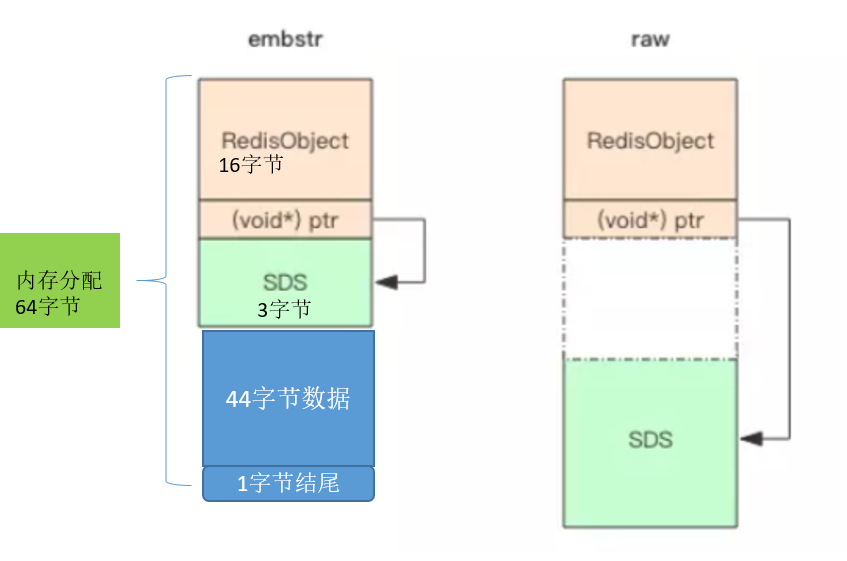 embstr
RedisObject
16字节
(void*) ptr
SDS
3字节
44字节数据
1字节结尾
内存分配
64字节
raw
RedisObject
(void*) ptr
SDS